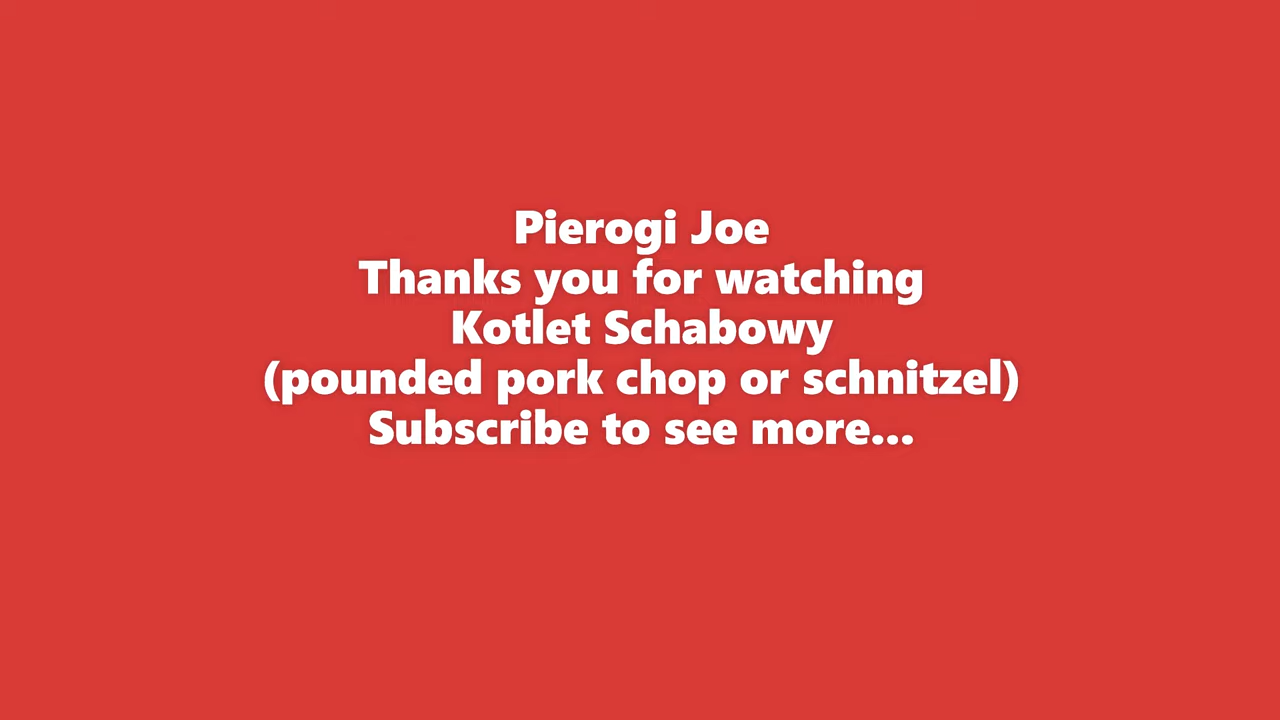 Pierogi Joe
Thanks you for watching
Kotlet Schabowy
(pounded pork chop or schnitzel)
Subscribe to see more...